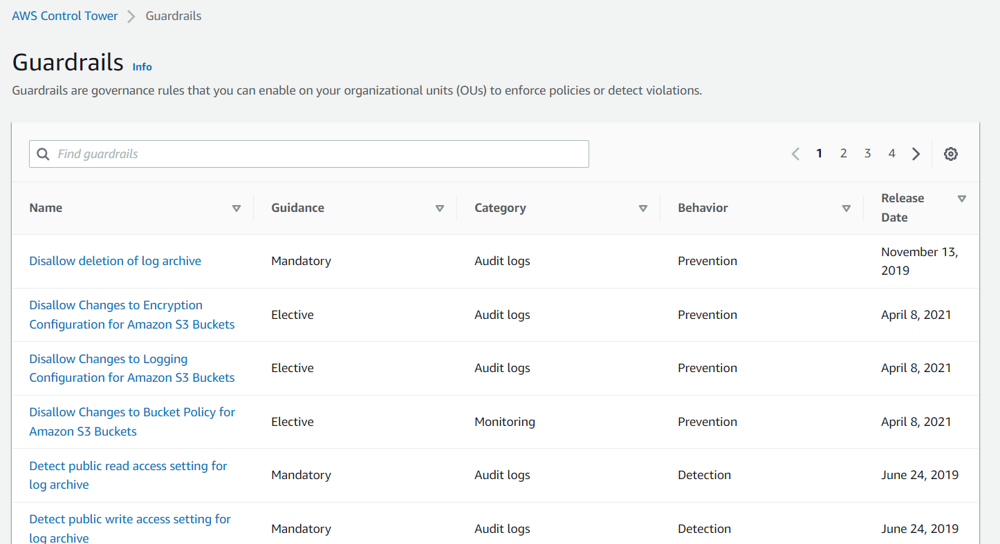 AWS Control Tower > Guardrails
Guardrails Info
Guardrails are governance rules that you can enable on your organizational units (OUs) to enforce policies or detect violations.
Find guardrails
1 2 3 4
Name Guidance Category Behavior Release
Date
Disallow deletion of log archive Mandatory Audit logs Prevention November 13,
2019
Disallow Changes to Encryption
Configuration for Amazon S3 Buckets Elective Audit logs Prevention April 8, 2021
Disallow Changes to Logging
Configuration for Amazon S3 Buckets Elective Audit logs Prevention April 8, 2021
Disallow Changes to Bucket Policy for
Amazon S3 Buckets Elective Monitoring Prevention April 8, 2021
Detect public read access setting for
log archive Mandatory Audit logs Detection June 24, 2019
Detect public write access setting for
log archive Mandatory Audit logs Detection June 24, 2019